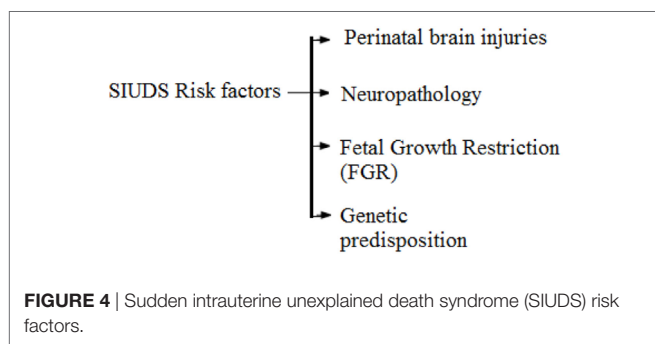 Perinatal brain injuries
SIUDS Risk factors
Neuropathology
Fetal Growth Restriction
(FGR)
Genetic
predisposition
FIGURE 4 | Sudden intrauterine unexplained death syndrome (SIUDS) risk
factors.